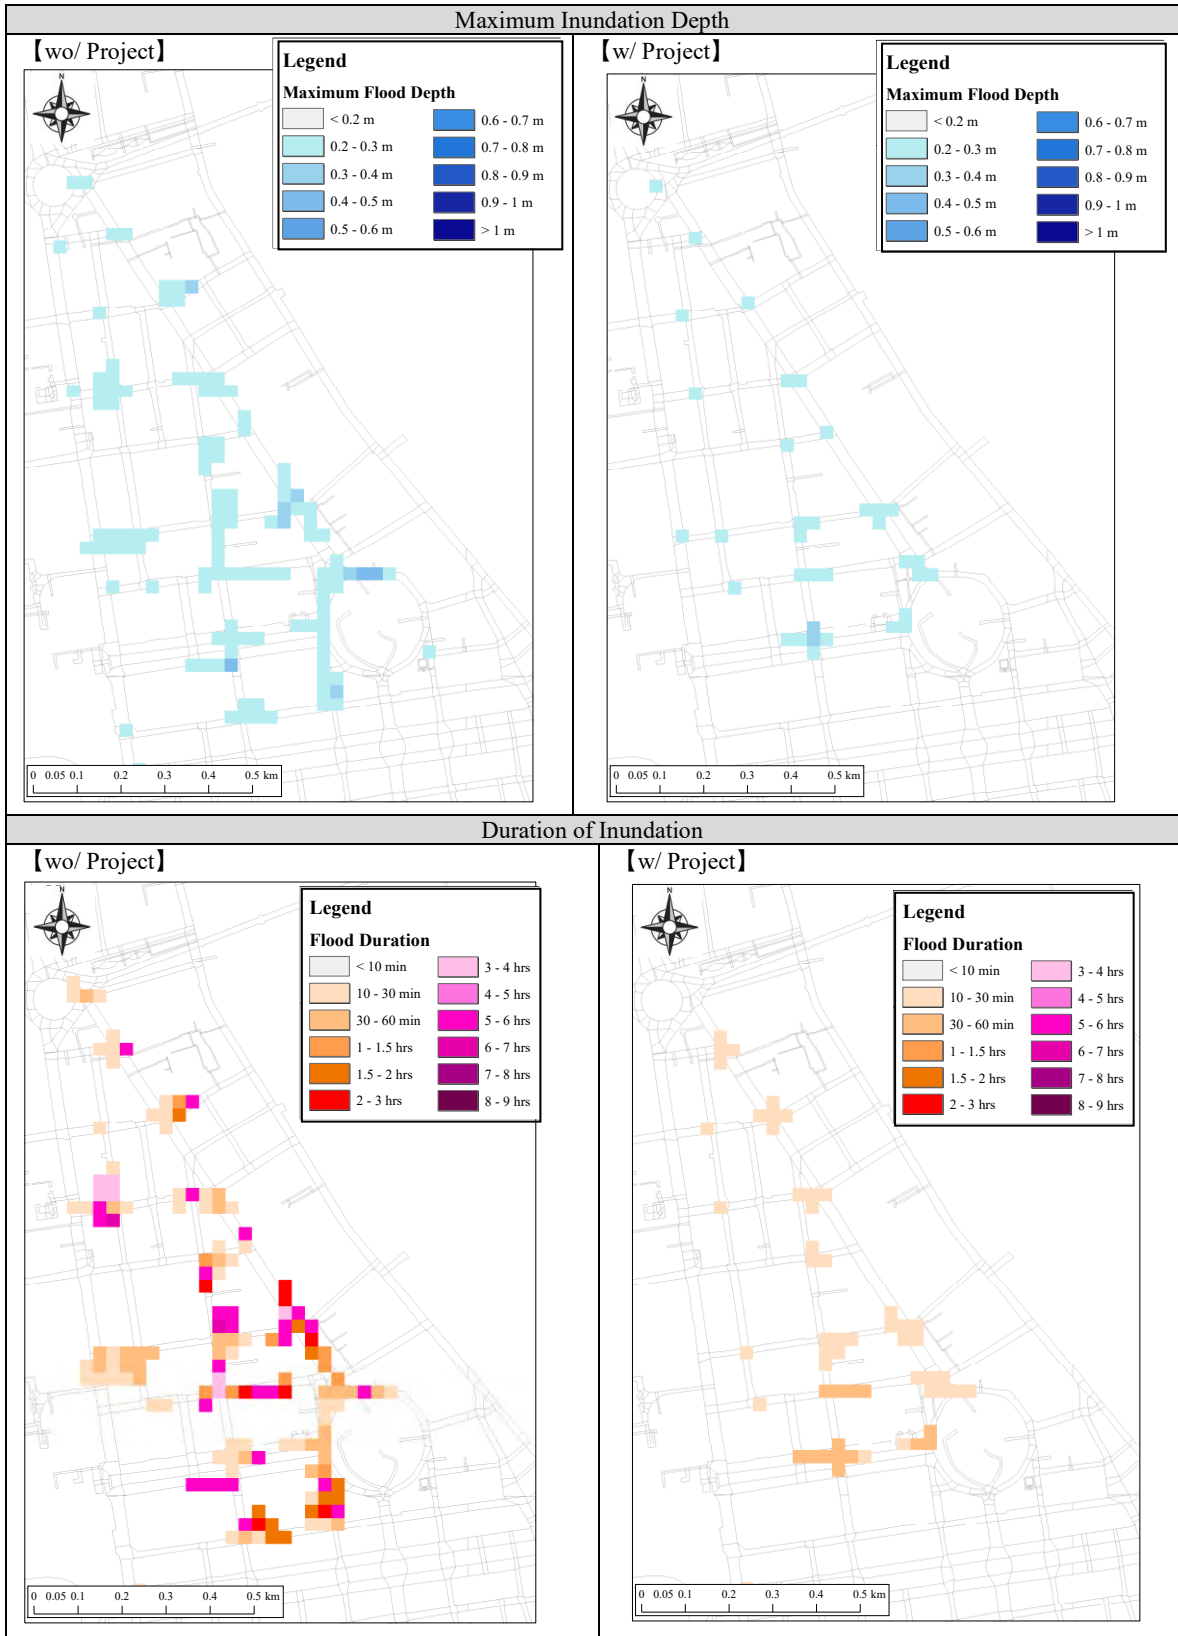 Maximum Inundation Depth
【wo/ Project】
N
Legend
Maximum Flood Depth
< 0.2 m
0.2 - 0.3 m
0.3 - 0.4 m
0.4 - 0.5 m
0.5 - 0.6 m
0.6 - 0.7 m
0.7 - 0.8 m
0.8 - 0.9 m
0.9 - 1 m
> 1 m
0 0.05 0.1 0.2 0.3 0.4 0.5 km
【w/ Project】
N
Legend
Maximum Flood Depth
< 0.2 m
0.2 - 0.3 m
0.3 - 0.4 m
0.4 - 0.5 m
0.5 - 0.6 m
0.6 - 0.7 m
0.7 - 0.8 m
0.8 - 0.9 m
0.9 - 1 m
> 1 m
0 0.05 0.1 0.2 0.3 0.4 0.5 km
Duration of Inundation
【wo/ Project】
N
Legend
Flood Duration
< 10 min
10 - 30 min
30 - 60 min
1 - 1.5 hrs
1.5 - 2 hrs
2 - 3 hrs
3 - 4 hrs
4 - 5 hrs
5 - 6 hrs
6 - 7 hrs
7 - 8 hrs
8 - 9 hrs
0 0.05 0.1 0.2 0.3 0.4 0.5 km
【w/ Project】
N
Legend
Flood Duration
< 10 min
10 - 30 min
30 - 60 min
1 - 1.5 hrs
1.5 - 2 hrs
2 - 3 hrs
3 - 4 hrs
4 - 5 hrs
5 - 6 hrs
6 - 7 hrs
7 - 8 hrs
8 - 9 hrs
0 0.05 0.1 0.2 0.3 0.4 0.5 km